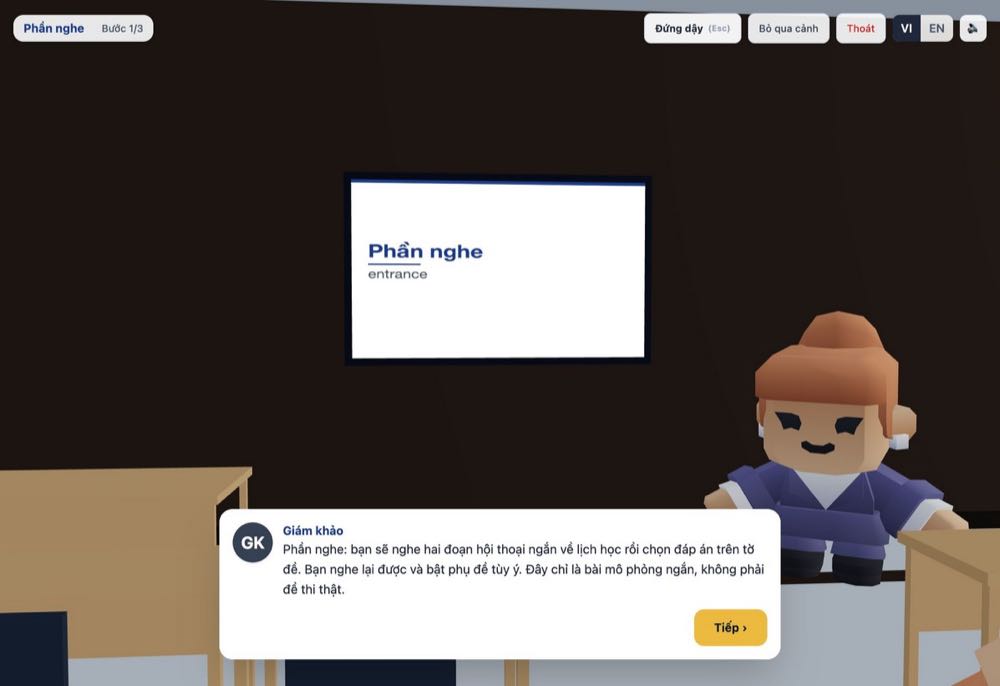 Phần nghe Bước 1/3
Đứng dậy (Esc) Bỏ qua cảnh Thoát VI EN
Phần nghe
entrance
GK
Giám khảo
Phần nghe: bạn sẽ nghe hai đoạn hội thoại ngắn về lịch học rồi chọn đáp án trên tờ
đề. Bạn nghe lại được và bật phụ đề tùy ý. Đây chỉ là bài mô phỏng ngắn, không phải
đề thi thật.
Tiếp ›